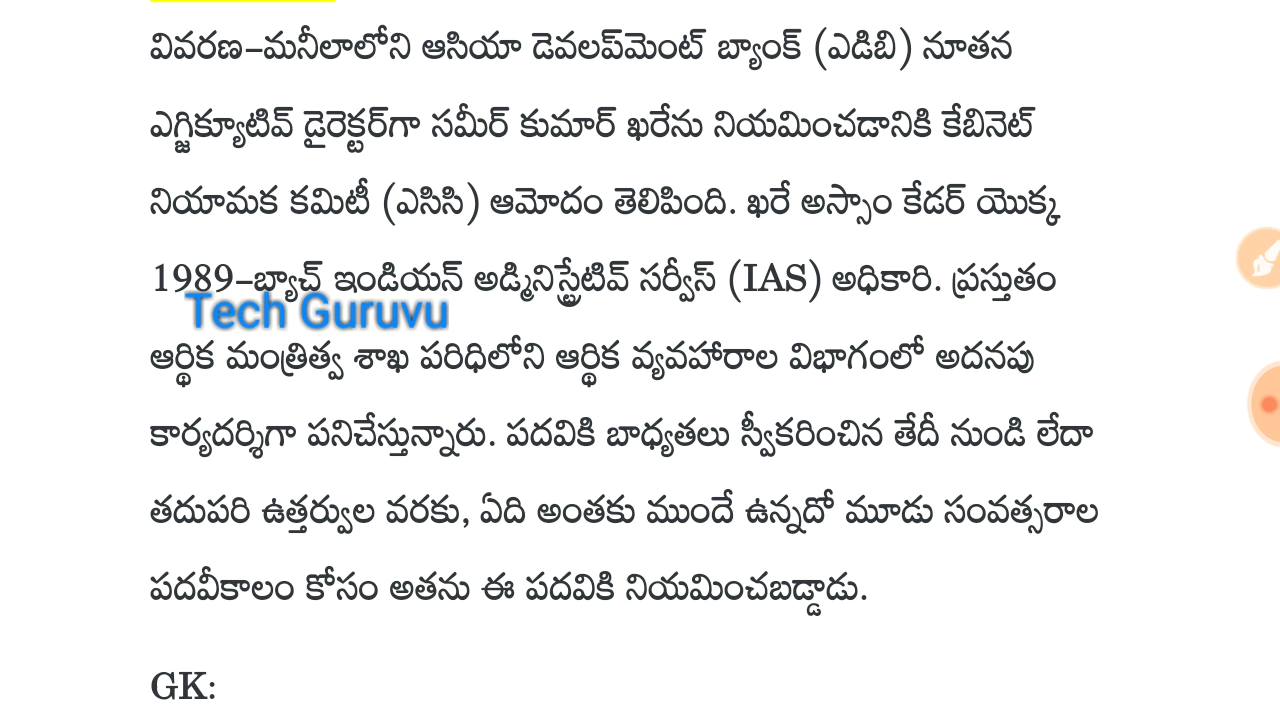 వివరణ-మనీలాలోని ఆసియా డెవలప్‌మెంట్ బ్యాంక్ (ఎడిబి) నూతన
ఎగ్జిక్యూటివ్ డైరెక్టర్‌గా సమీర్ కుమార్ ఖరేను నియమించడానికి కేబినెట్
నియామక కమిటీ (ఎసిసి) ఆమోదం తెలిపింది. ఖరే అస్సాం కేడర్ యొక్క
1989-బ్యాచ్ ఇండియన్ అడ్మినిస్ట్రేటివ్ సర్వీస్ (IAS) అధికారి. ప్రస్తుతం
Tech Guruvu
ఆర్థిక మంత్రిత్వ శాఖ పరిధిలోని ఆర్థిక వ్యవహారాల విభాగంలో అదనపు
కార్యదర్శిగా పనిచేస్తున్నారు. పదవికి బాధ్యతలు స్వీకరించిన తేదీ నుండి లేదా
తదుపరి ఉత్తర్వుల వరకు, ఏది అంతకు ముందే ఉన్నదో మూడు సంవత్సరాల
పదవీకాలం కోసం అతను ఈ పదవికి నియమించబడ్డాడు.
GK: